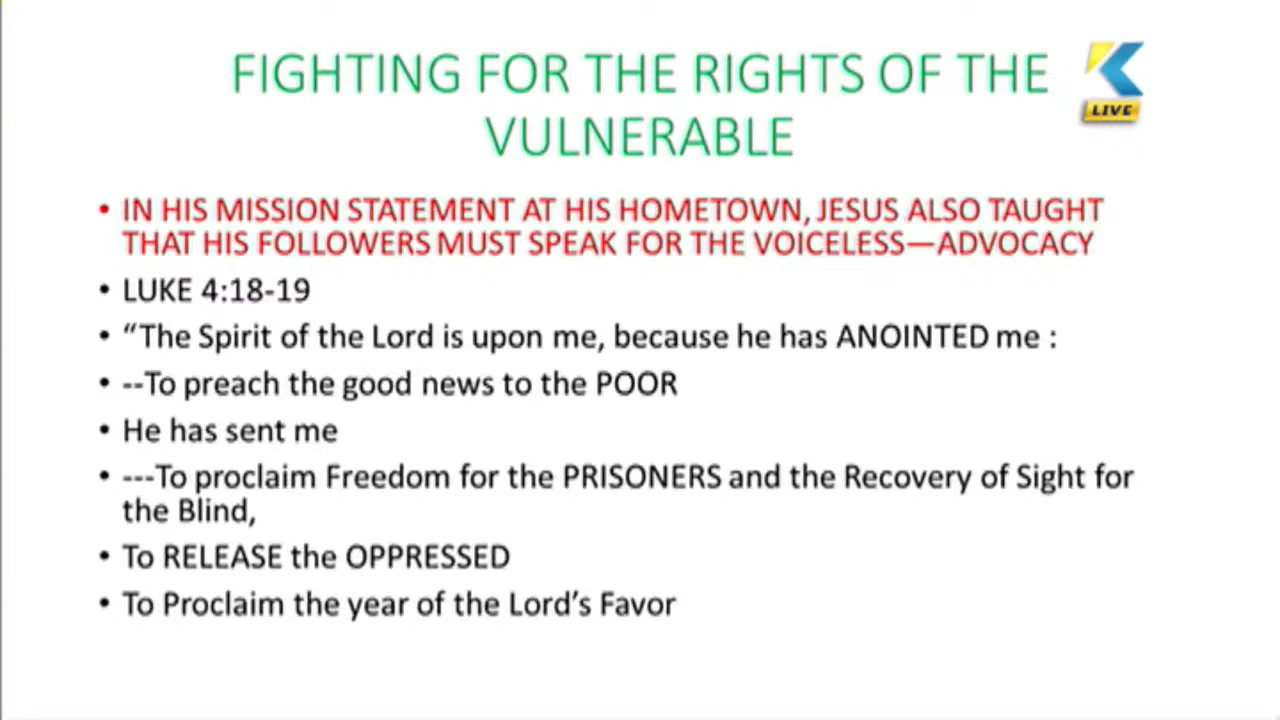 FIGHTING FOR THE RIGHTS OF THE
VULNERABLE
LIVE
• IN HIS MISSION STATEMENT AT HIS HOMETOWN, JESUS ALSO TAUGHT
THAT HIS FOLLOWERS MUST SPEAK FOR THE VOICELESS—ADVOCACY
• LUKE 4:18-19
• “The Spirit of the Lord is upon me, because he has ANOINTED me :
• --To preach the good news to the POOR
• He has sent me
• ---To proclaim Freedom for the PRISONERS and the Recovery of Sight for
the Blind,
• To RELEASE the OPPRESSED
• To Proclaim the year of the Lord’s Favor